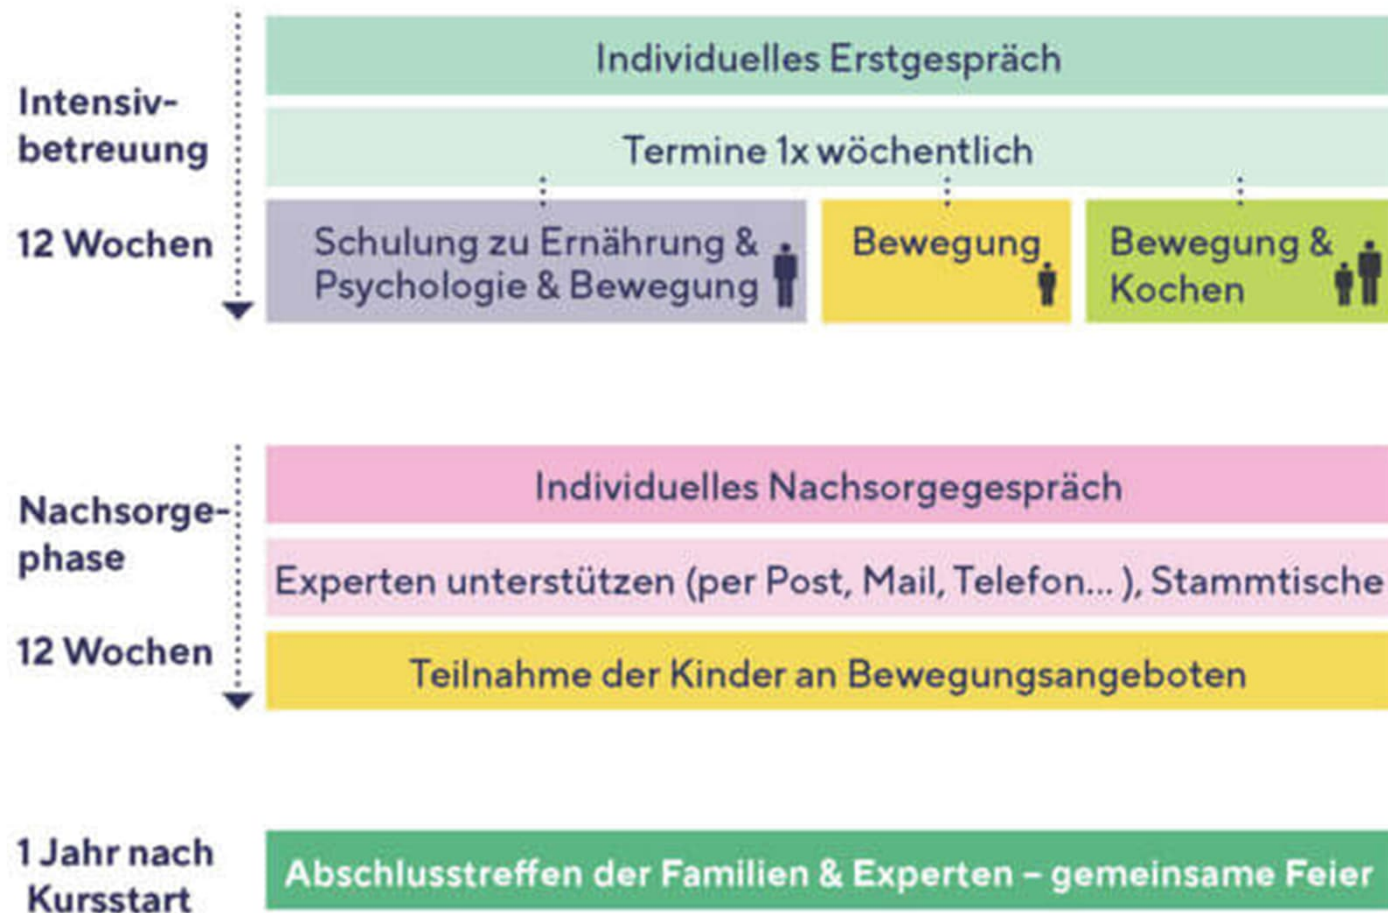 Intensiv-
betreuung
12 Wochen
Individuelles Erstgespräch
Termine 1x wöchentlich
Schulung zu Ernährung &
Psychologie & Bewegung
Bewegung
Bewegung &
Kochen
Nachsorge-
phase
12 Wochen
Individuelles Nachsorgegespräch
Experten unterstützen (per Post, Mail, Telefon... ), Stammtische
Teilnahme der Kinder an Bewegungsangeboten
1 Jahr nach
Kursstart
Abschlusstreffen der Familien & Experten – gemeinsame Feier